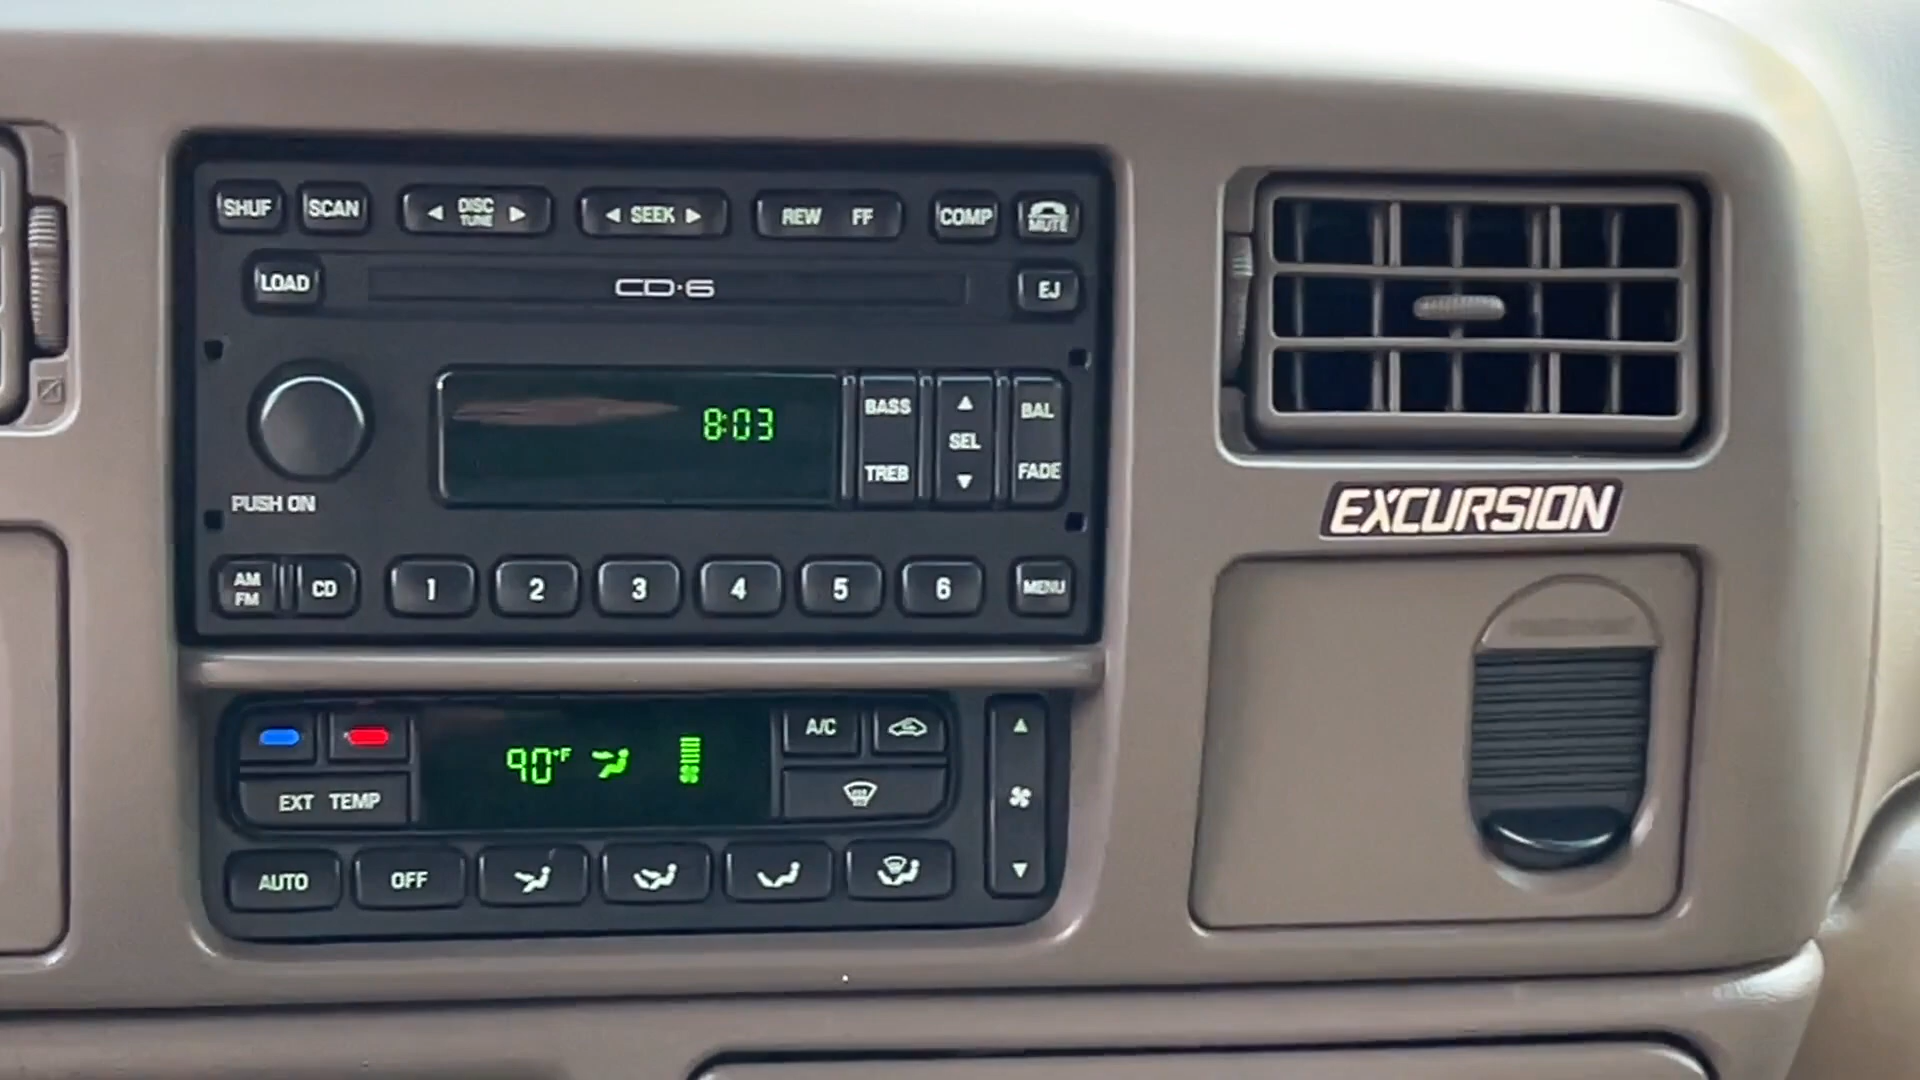 SHUF SCAN ◀ DISC TUNE ▶ ◀ SEEK ▶ REW FF COMP MUTE
LOAD CD·6 EJ
8:03
BASS ▲ BAL
SEL
TREB ▼ FADE
PUSH ON
AM FM CD 1 2 3 4 5 6 MENU
EXCURSION
90°F A/C ▲
EXT TEMP
AUTO OFF ▼